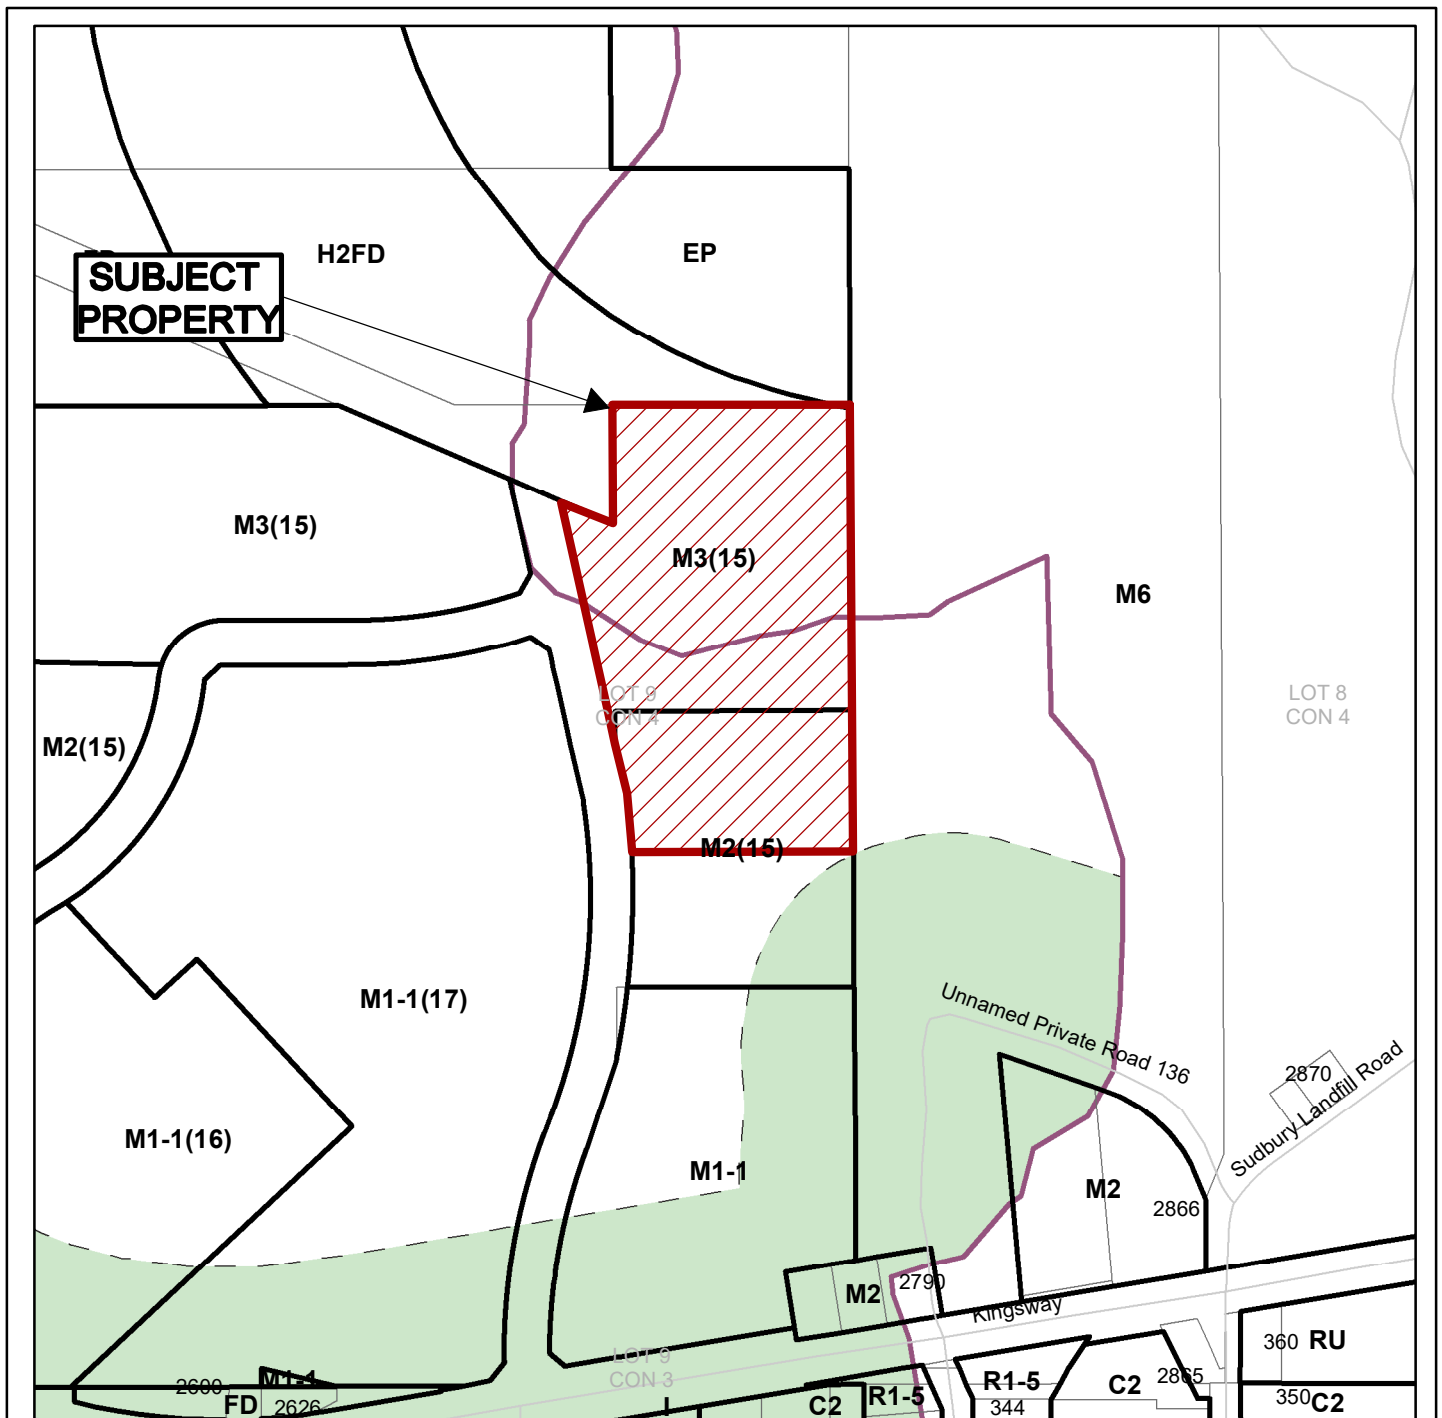 H2FD
EP
SUBJECT
PROPERTY
M3(15)
M3(15)
M6
LOT 9
CON 4
LOT 8
CON 4
M2(15)
M2(15)
M1-1(17)
Unnamed Private Road 136
2870
Sudbury Landfill Road
M1-1(16)
M1-1
M2
2866
2790
M2
Kingsway
360
RU
LOT 9
CON 3
M1-1
2600
2626
FD
I
C2
R1-5
R1-5
344
C2
2865
350
C2